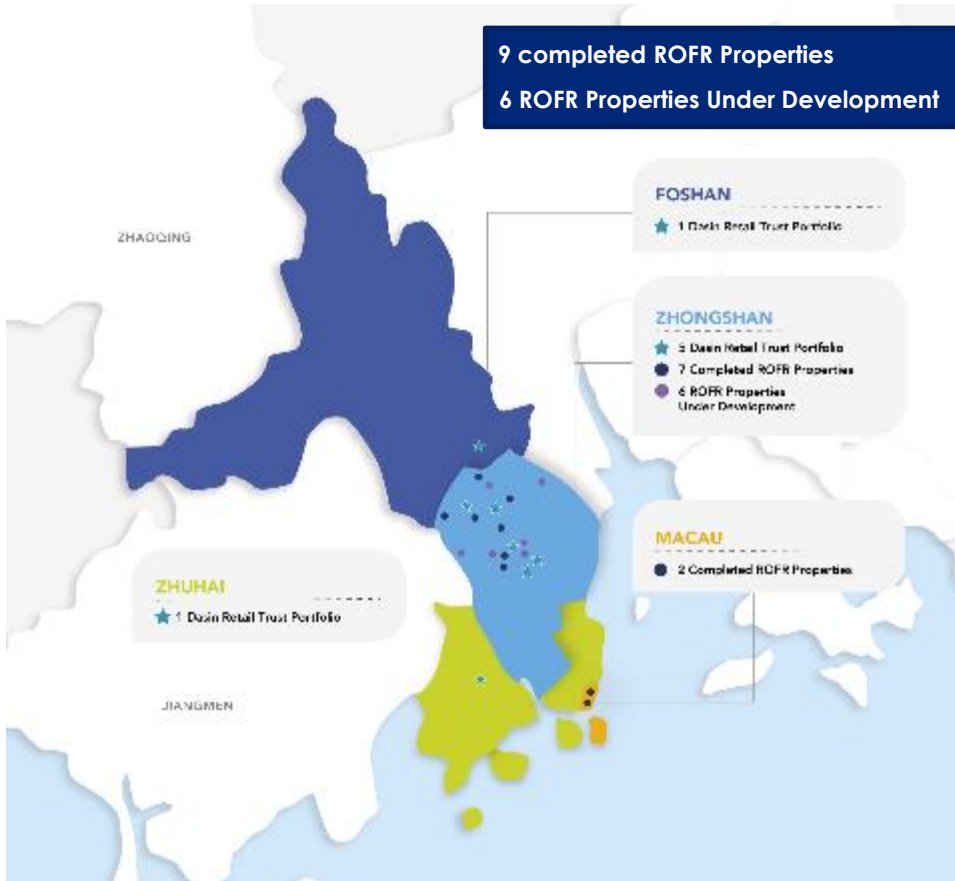 9 completed ROFR Properties
6 ROFR Properties Under Development
FOSHAN
1 Dasin Retail Trust Portfolio
ZHAOQING
ZHONGSHAN
5 Dasin Retail Trust Portfolio
7 Completed ROFR Properties
6 ROFR Properties
Under Development
MACAU
2 Completed ROFR Properties
ZHUHAI
1 Dasin Retail Trust Portfolio
JIANGMEN